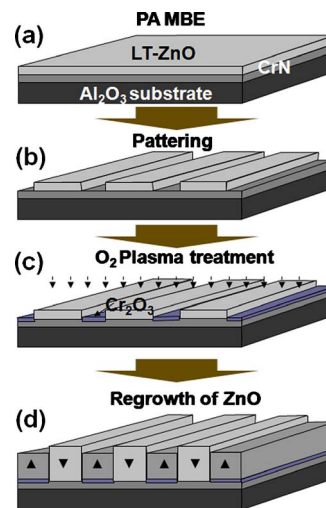 PA MBE
(a)
LT-ZnO
CrN
Al₂O₃ substrate
Pattering
(b)
O₂ Plasma treatment
(c)
Cr₂O₃
Regrowth of ZnO
(d)